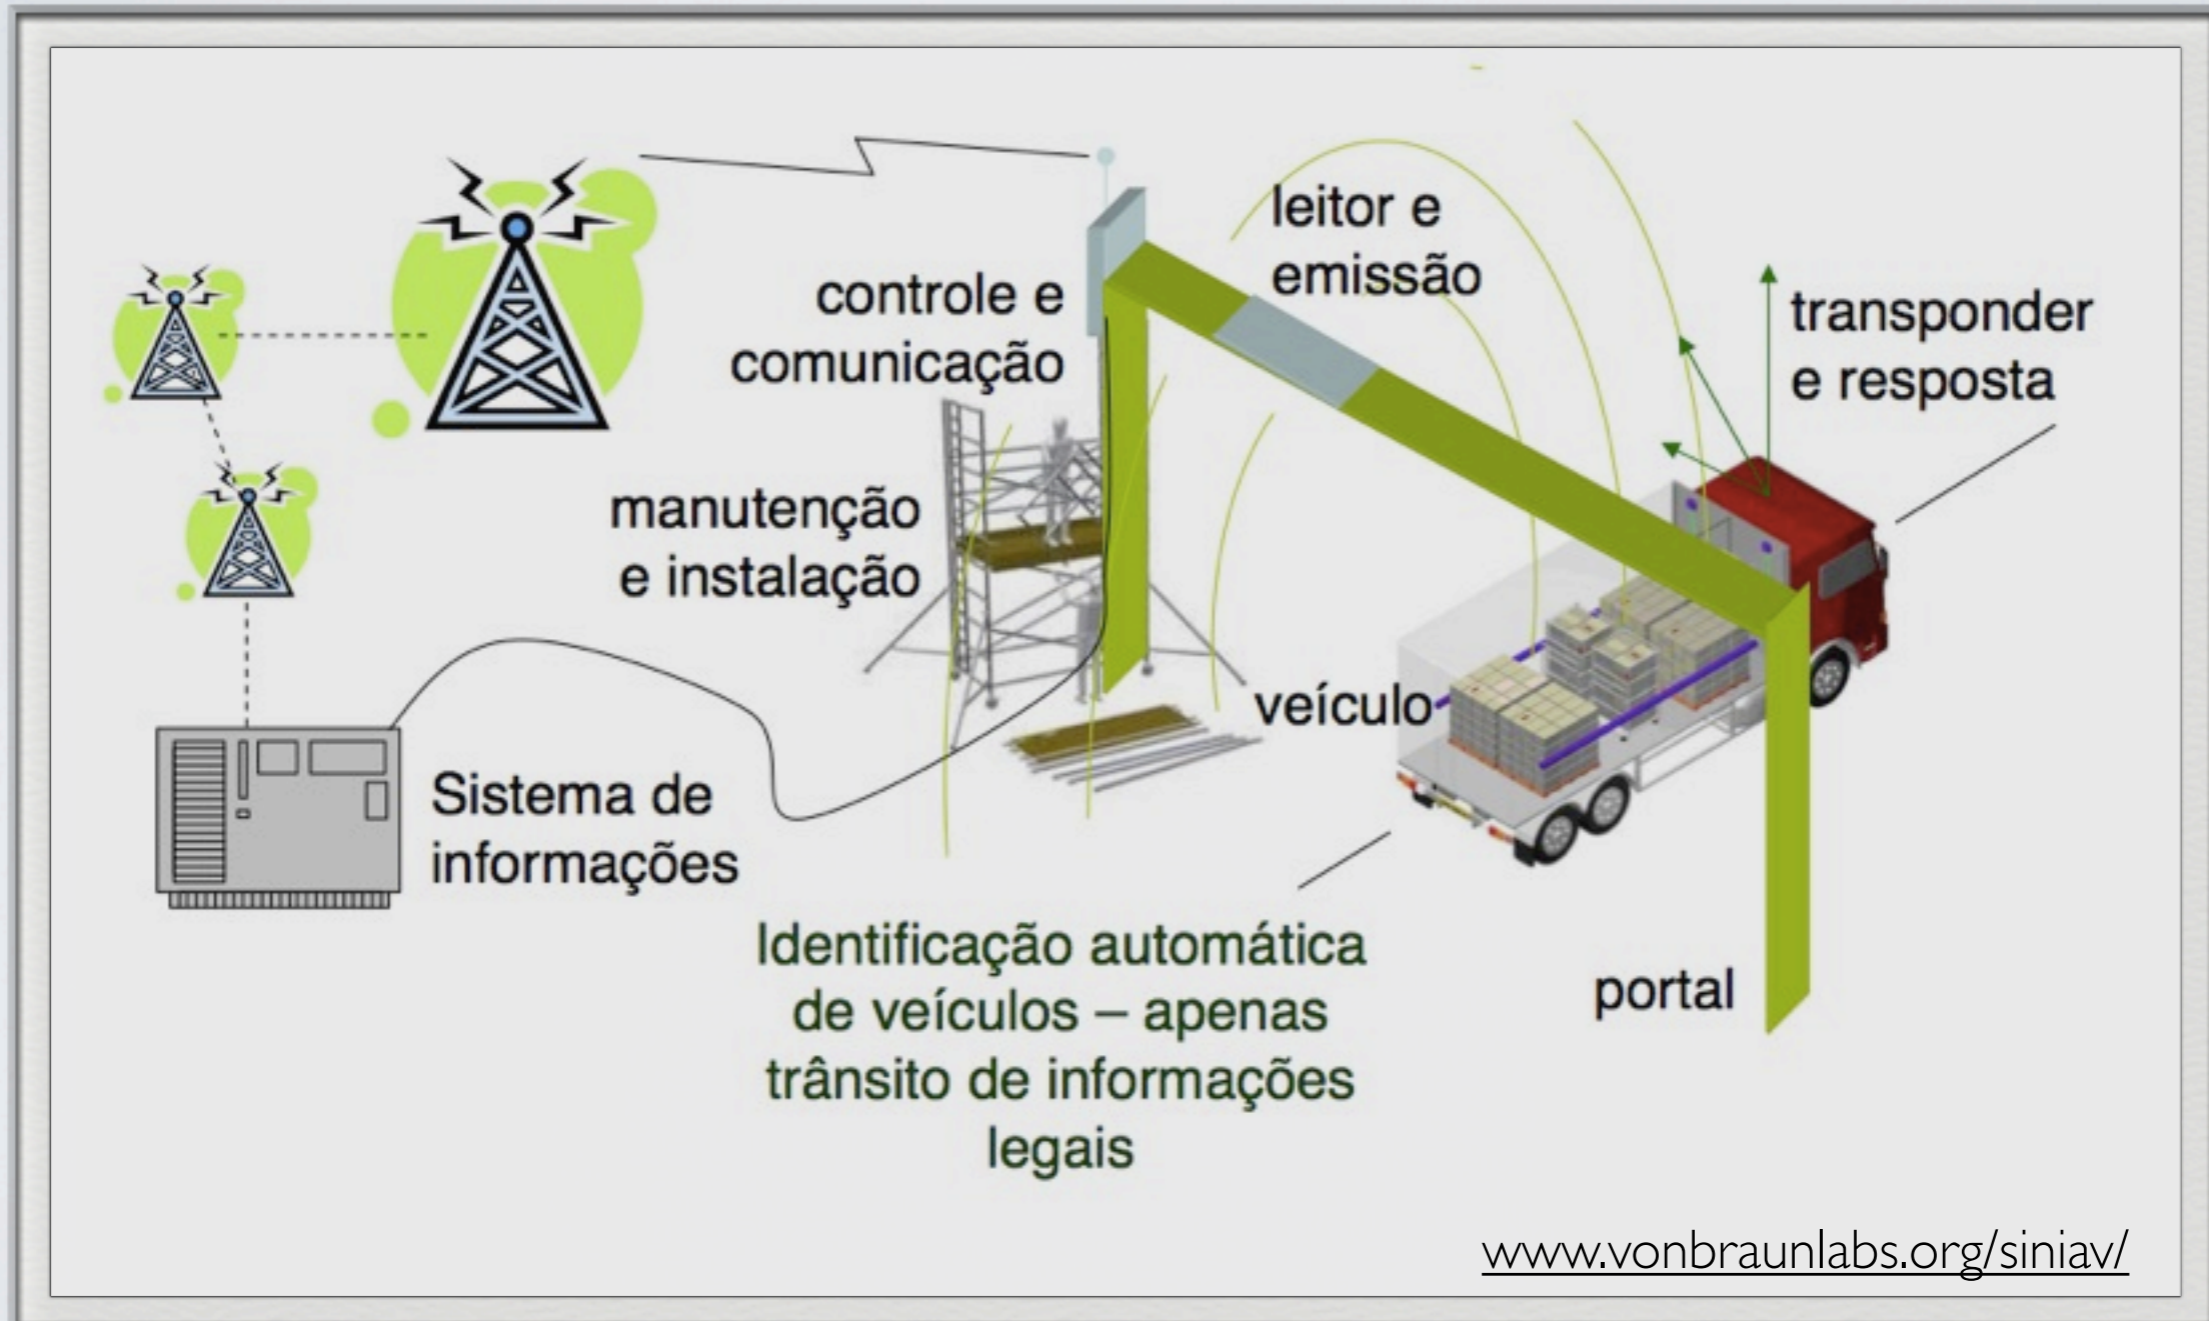 leitor e
emissão
controle e
comunicação
transponder
e resposta
manutenção
e instalação
veículo
Sistema de
informações
Identificação automática
de veículos – apenas
trânsito de informações
legais
portal
www.vonbraunlabs.org/siniav/